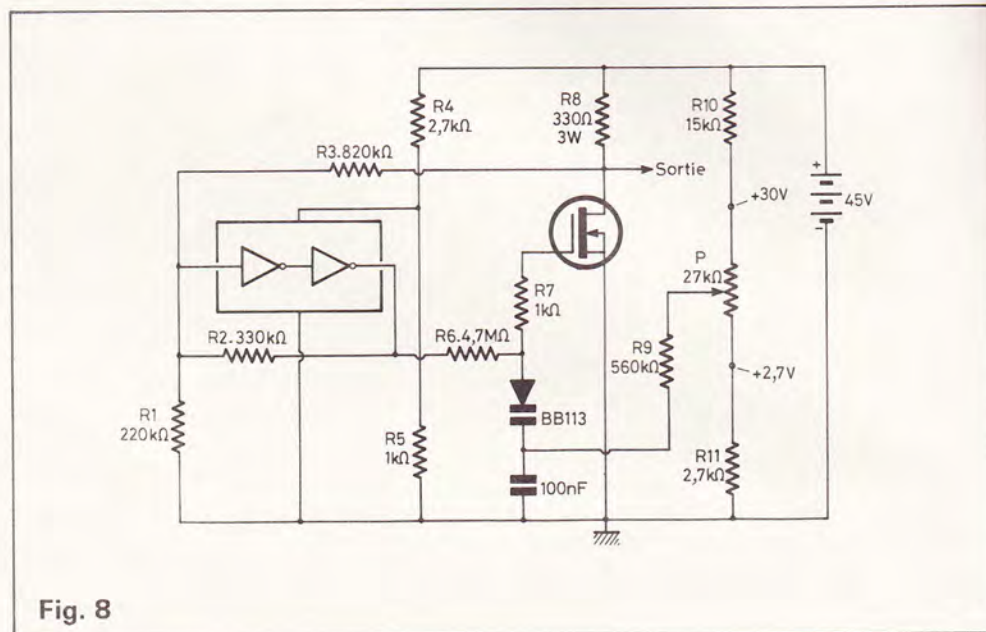 R4
2,7kΩ
R8
330Ω
3W
R10
15kΩ
R3.820kΩ
Sortie
+
45V
-
+30V
P
27kΩ
R7
1kΩ
R2.330kΩ
R6.4,7MΩ
R9
560kΩ
+2,7V
R1
220kΩ
BB113
R5
1kΩ
R11
2,7kΩ
100nF
Fig. 8